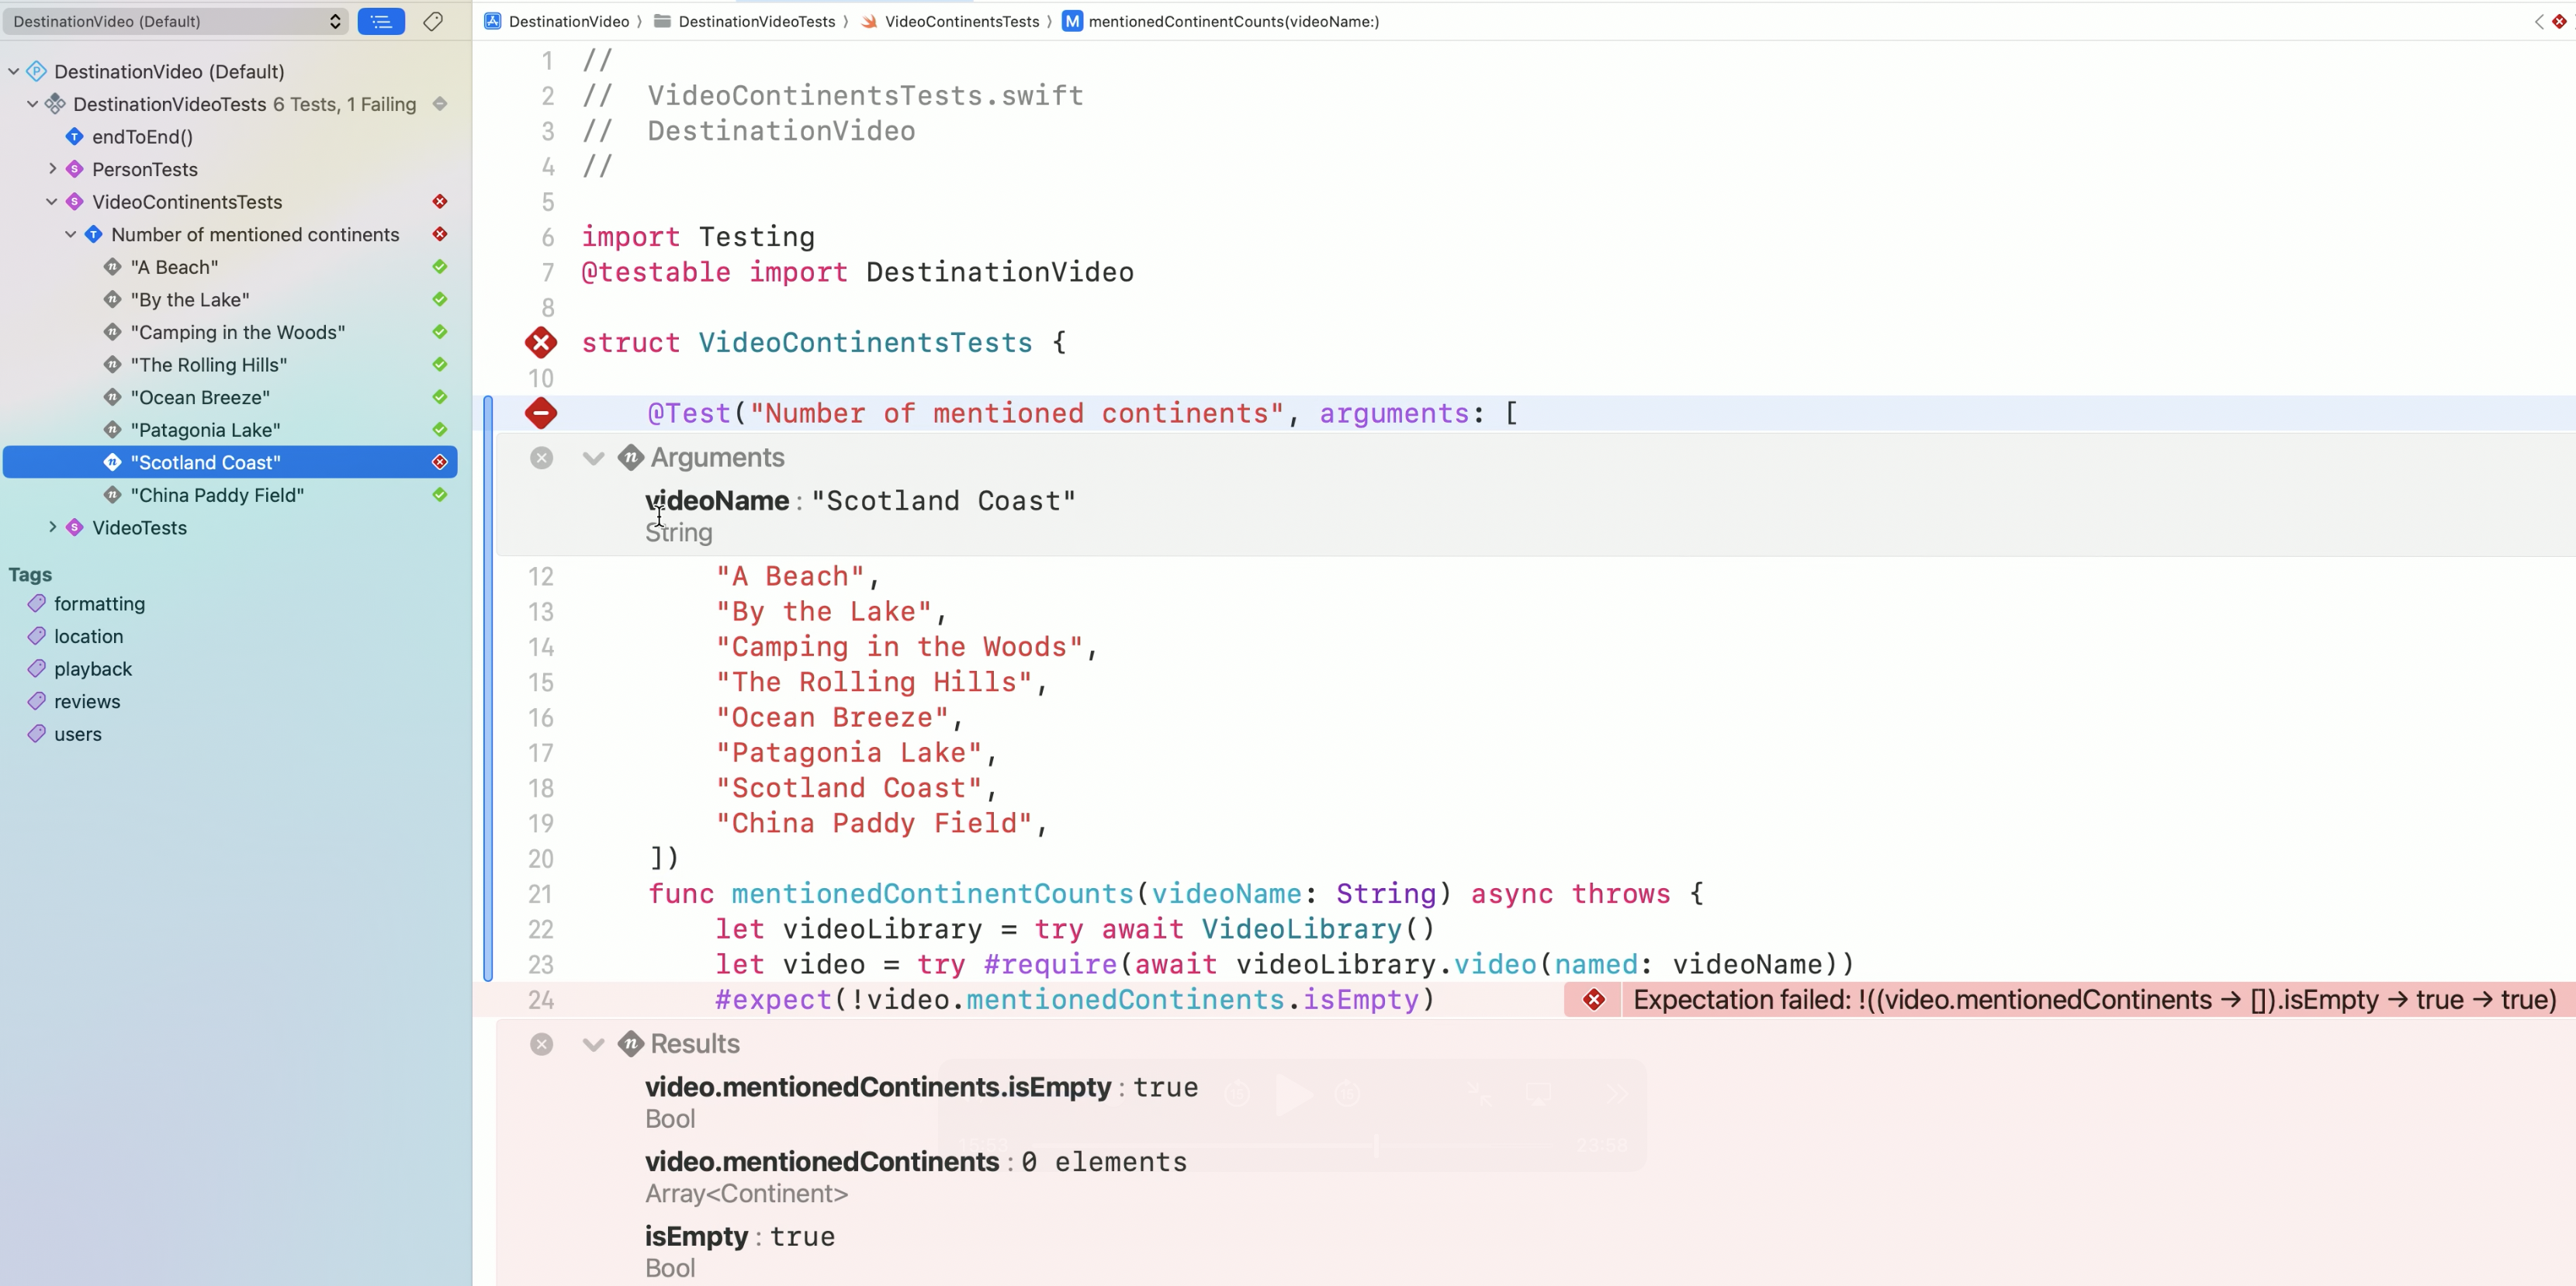 DestinationVideo (Default)
DestinationVideo
DestinationVideoTests
VideoContinentsTests
M
mentionedContinentCounts(videoName:)
DestinationVideo (Default)
DestinationVideoTests 6 Tests, 1 Failing
endToEnd()
PersonTests
VideoContinentsTests
Number of mentioned continents
"A Beach"
"By the Lake"
"Camping in the Woods"
"The Rolling Hills"
"Ocean Breeze"
"Patagonia Lake"
"Scotland Coast"
"China Paddy Field"
VideoTests
Tags
formatting
location
playback
reviews
users
1 //
2 //  VideoContinentsTests.swift
3 //  DestinationVideo
4 //
5
6 import Testing
7 @testable import DestinationVideo
8
struct VideoContinentsTests {
10
@Test("Number of mentioned continents", arguments: [
n Arguments
videoName : "Scotland Coast"
String
12 "A Beach",
13 "By the Lake",
14 "Camping in the Woods",
15 "The Rolling Hills",
16 "Ocean Breeze",
17 "Patagonia Lake",
18 "Scotland Coast",
19 "China Paddy Field",
20 ])
21 func mentionedContinentCounts(videoName: String) async throws {
22 let videoLibrary = try await VideoLibrary()
23 let video = try #require(await videoLibrary.video(named: videoName))
24 #expect(!video.mentionedContinents.isEmpty) Expectation failed: !((video.mentionedContinents → []).isEmpty → true → true)
n Results
video.mentionedContinents.isEmpty : true
Bool
video.mentionedContinents : 0 elements
Array<Continent>
isEmpty : true
Bool